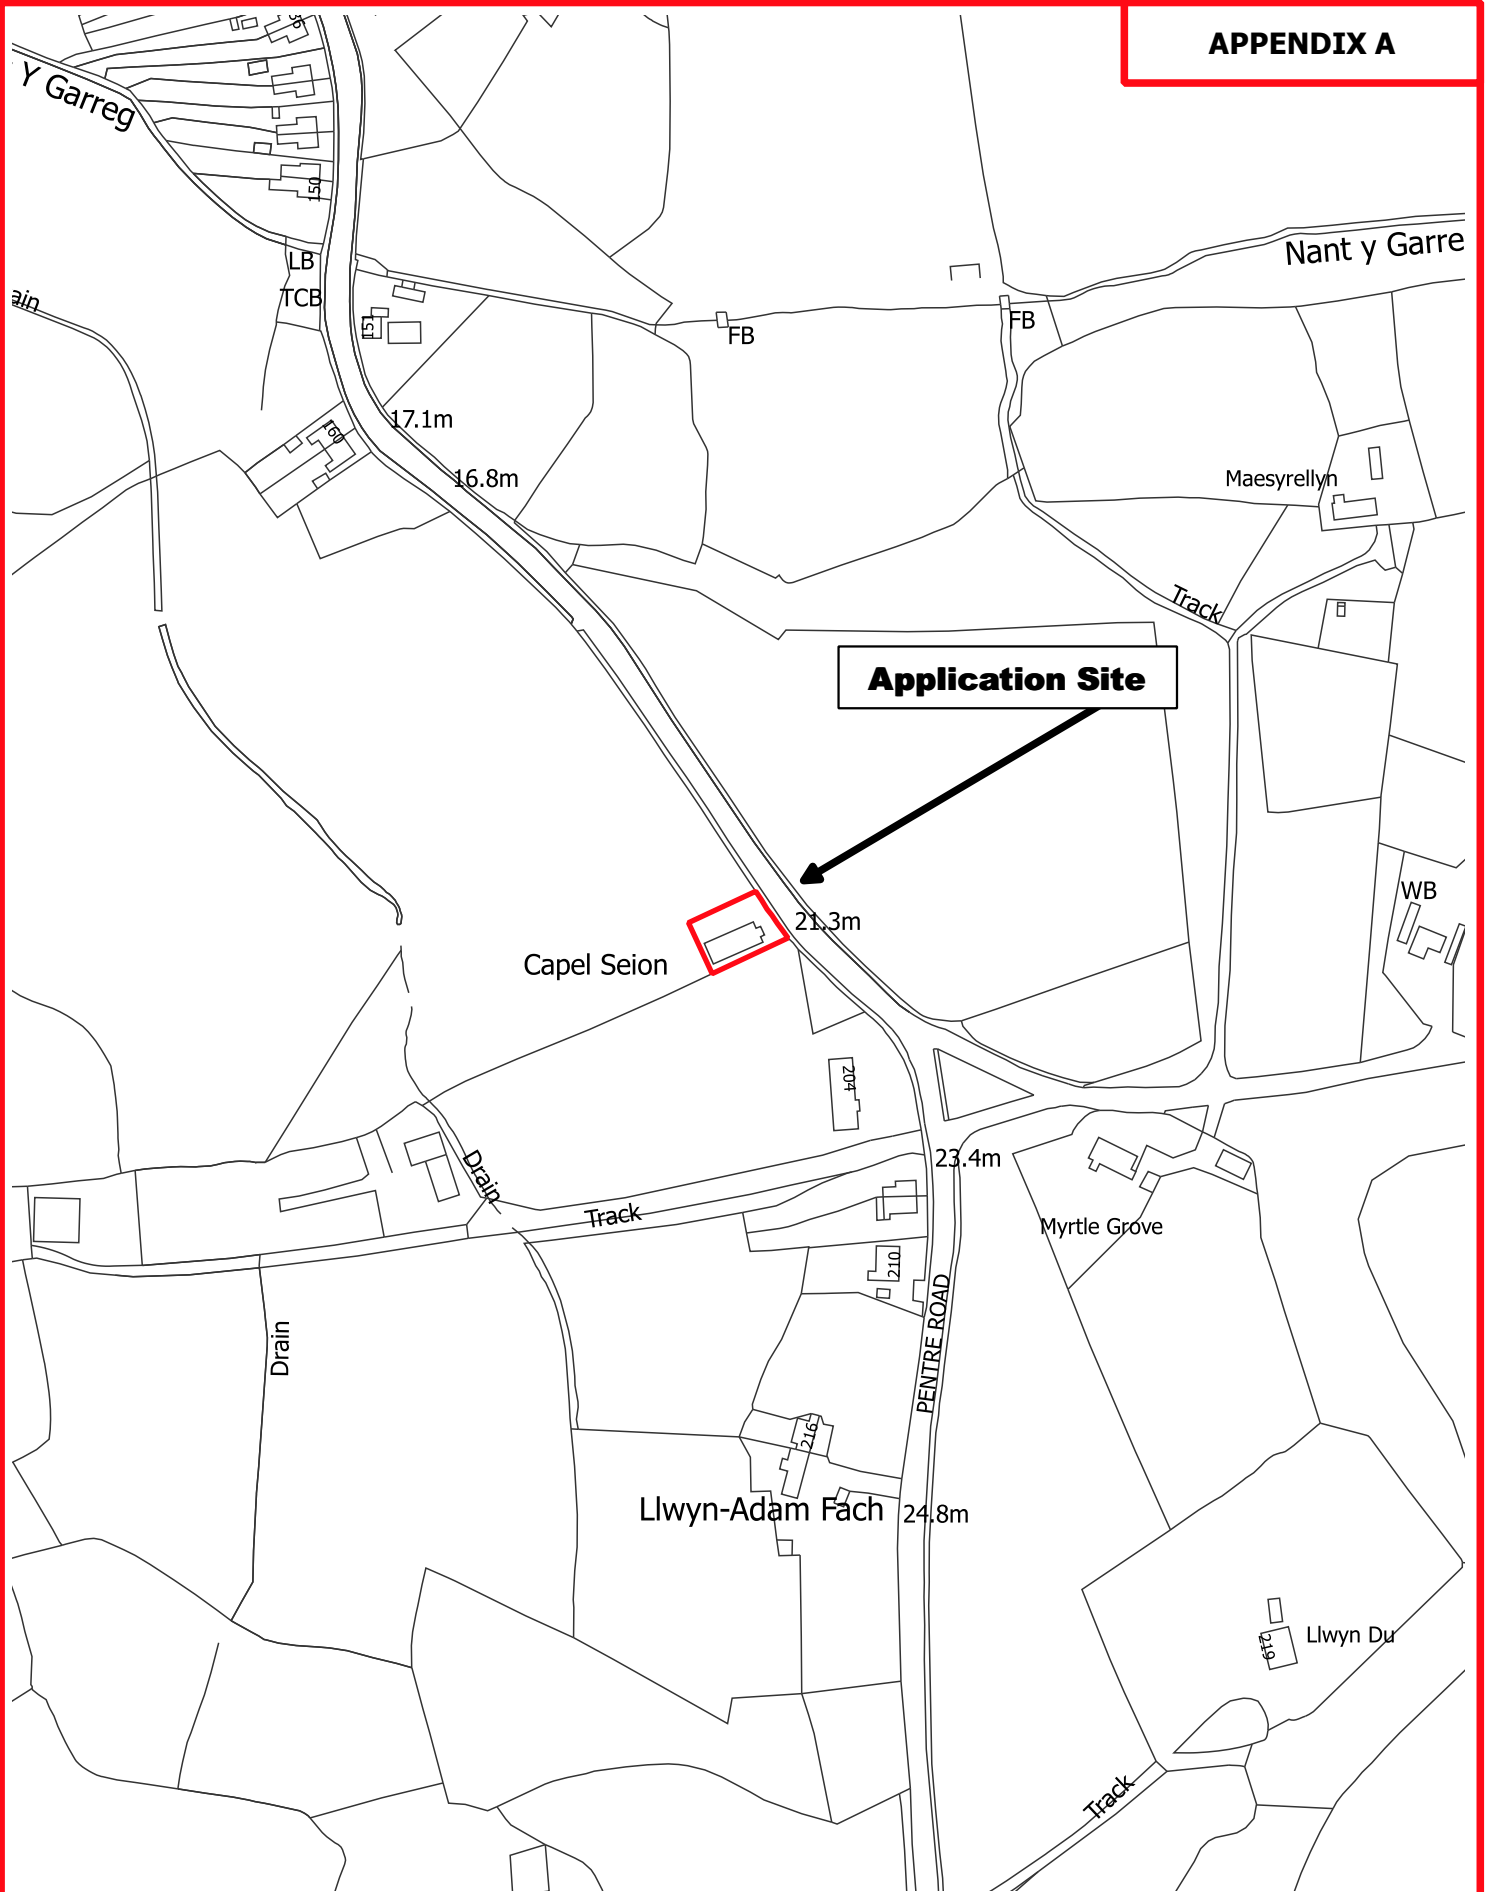 APPENDIX A
Y Garreg
150
LB
TCB
151
Nant y Garre
ain
FB
FB
17.1m
160
16.8m
Maesyrellyn
Track
Application Site
WB
21.3m
Capel Seion
204
23.4m
Drain
Track
Myrtle Grove
210
PENTRE ROAD
Drain
216
Llwyn-Adam Fach
24.8m
219
Llwyn Du
Track